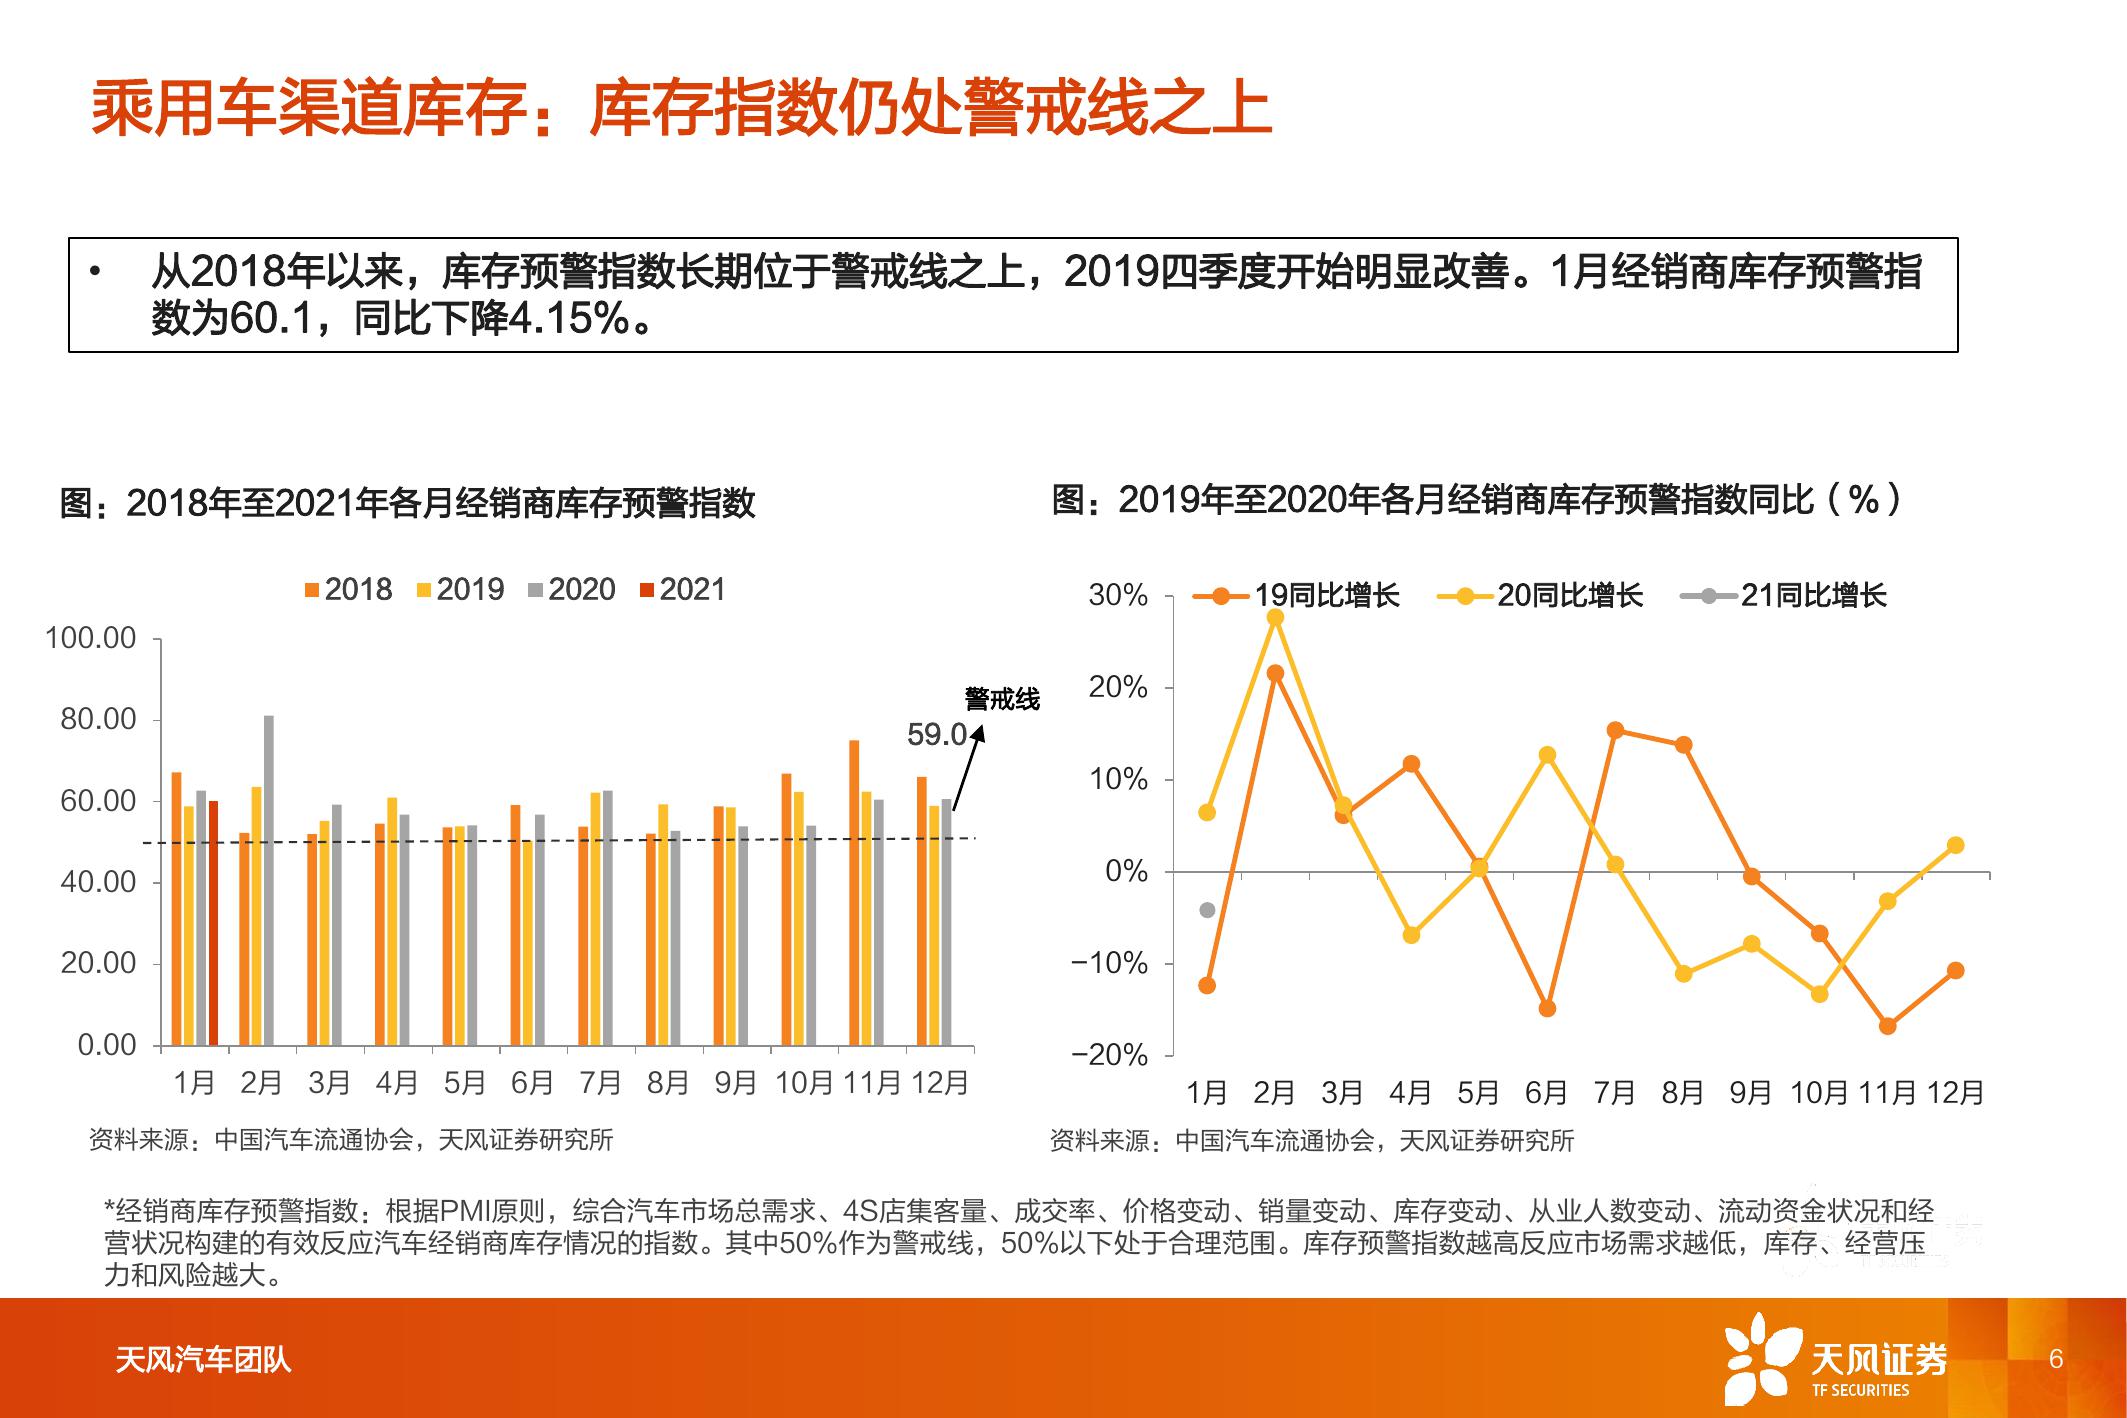 乘用车渠道库存：库存指数仍处警戒线之上
• 从2018年以来，库存预警指数长期位于警戒线之上，2019四季度开始明显改善。1月经销商库存预警指
数为60.1，同比下降4.15%。
图：2018年至2021年各月经销商库存预警指数
2018 2019 2020 2021
100.00
80.00
60.00
40.00
20.00
0.00
警戒线
59.0
1月 2月 3月 4月 5月 6月 7月 8月 9月 10月 11月 12月
资料来源：中国汽车流通协会，天风证券研究所
图：2019年至2020年各月经销商库存预警指数同比（%）
19同比增长 20同比增长 21同比增长
30%
20%
10%
0%
−10%
−20%
1月 2月 3月 4月 5月 6月 7月 8月 9月 10月 11月 12月
资料来源：中国汽车流通协会，天风证券研究所
*经销商库存预警指数：根据PMI原则，综合汽车市场总需求、4S店集客量、成交率、价格变动、销量变动、库存变动、从业人数变动、流动资金状况和经
营状况构建的有效反应汽车经销商库存情况的指数。其中50%作为警戒线，50%以下处于合理范围。库存预警指数越高反应市场需求越低，库存、经营压
力和风险越大。
天风汽车团队
天风证券
TF SECURITIES
6